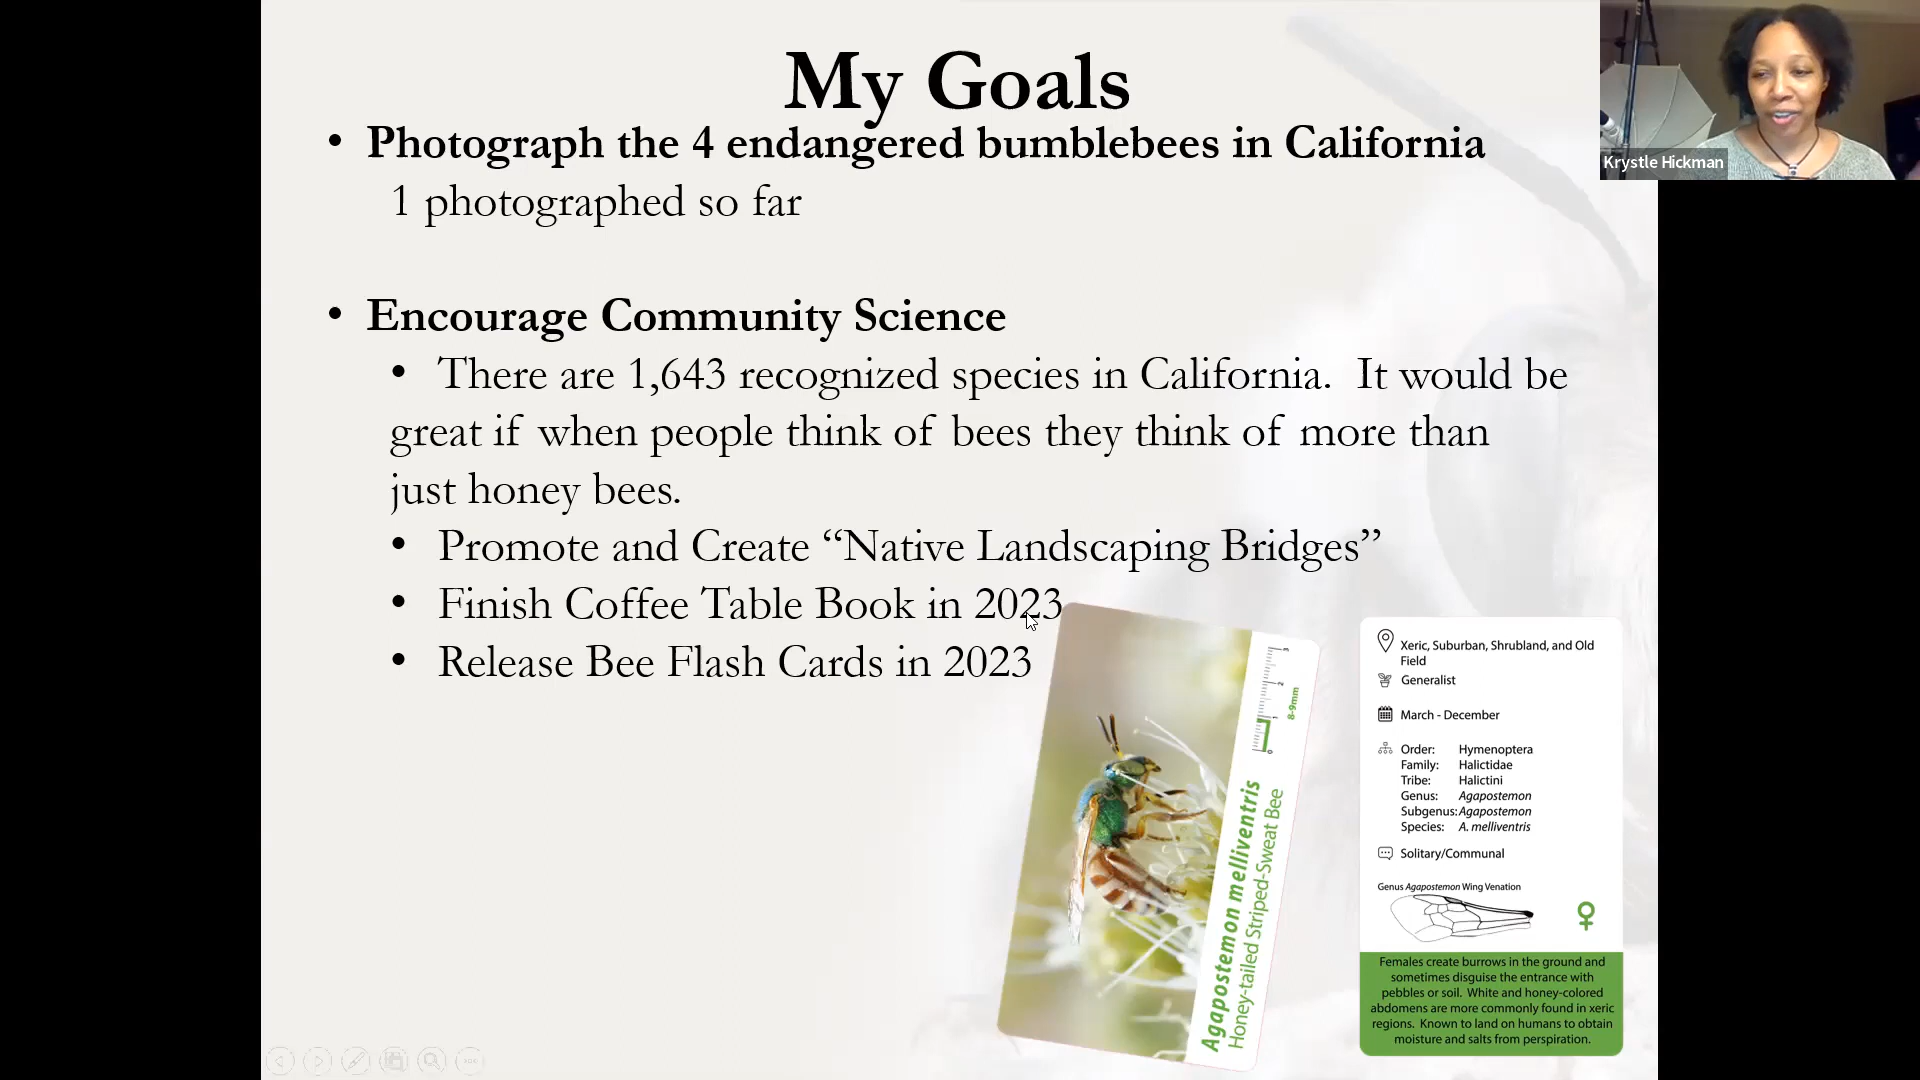 My Goals
• Photograph the 4 endangered bumblebees in California
1 photographed so far
• Encourage Community Science
• There are 1,643 recognized species in California. It would be
great if when people think of bees they think of more than
just honey bees.
• Promote and Create “Native Landscaping Bridges”
• Finish Coffee Table Book in 2023
• Release Bee Flash Cards in 2023
Krystle Hickman
0 1 2 3
8-9mm
Agapostemon melliventris
Honey-tailed Striped-Sweat Bee
Xeric, Suburban, Shrubland, and Old
Field
Generalist
March - December
Order: Hymenoptera
Family: Halictidae
Tribe: Halictini
Genus: Agapostemon
Subgenus: Agapostemon
Species: A. melliventris
Solitary/Communal
Genus Agapostemon Wing Venation
Females create burrows in the ground and
sometimes disguise the entrance with
pebbles or soil. White and honey-colored
abdomens are more commonly found in xeric
regions. Known to land on humans to obtain
moisture and salts from perspiration.